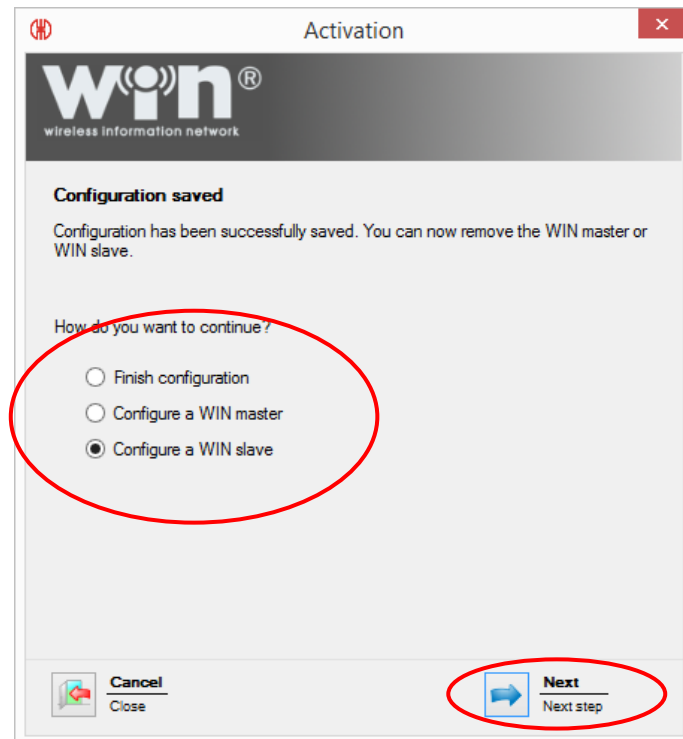 Activation
WIN®
wireless information network
Configuration saved
Configuration has been successfully saved. You can now remove the WIN master or
WIN slave.
How do you want to continue?
Finish configuration
Configure a WIN master
Configure a WIN slave
Cancel
Close
Next
Next step